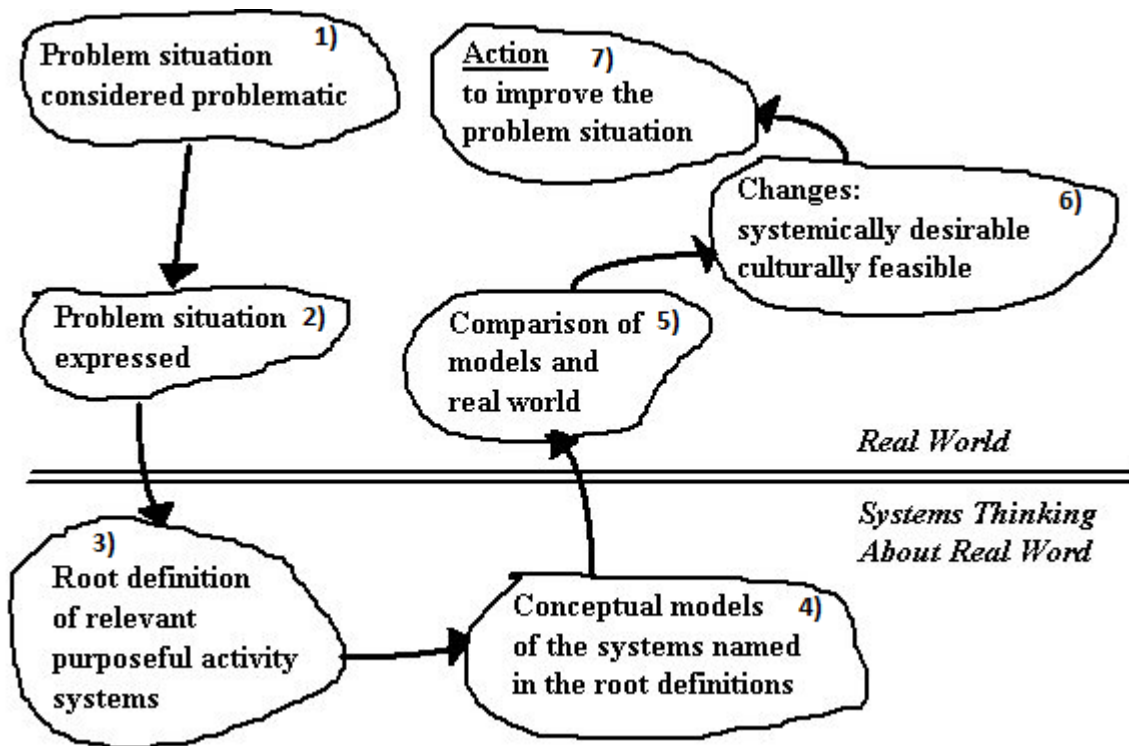 1)
Problem situation
considered problematic
Problem situation 2)
expressed
3)
Root definition
of relevant
purposeful activity
systems
Conceptual models 4)
of the systems named
in the root definitions
Comparison of 5)
models and
real world
Changes: 6)
systemically desirable
culturally feasible
Action 7)
to improve the
problem situation
Real World
Systems Thinking
About Real Word